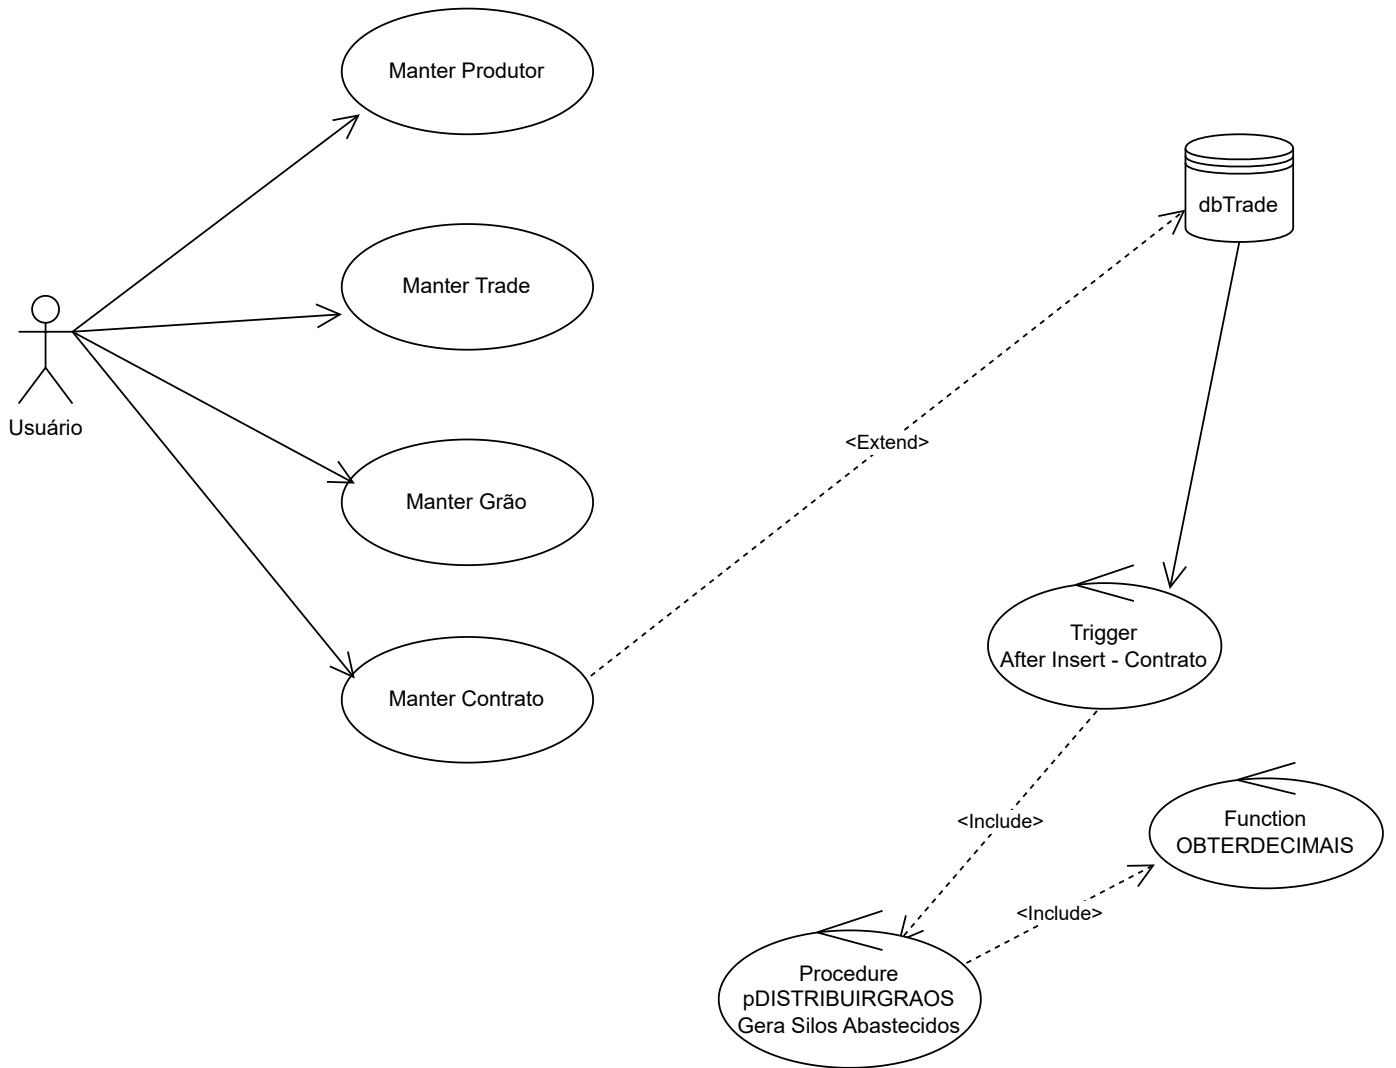 Manter Produtor
dbTrade
Manter Trade
Usuário
<Extend>
Manter Grão
Trigger
After Insert - Contrato
Manter Contrato
<Include>
Function
OBTERDECIMAIS
<Include>
Procedure
pDISTRIBUIRGRAOS
Gera Silos Abastecidos